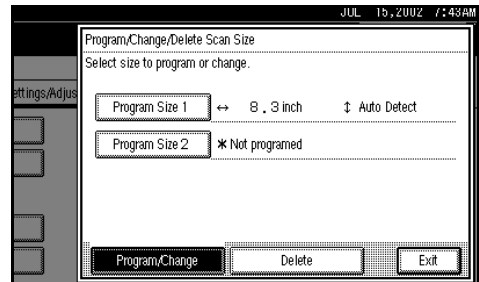 JUL 15,2002 7:43AM
Program/Change/Delete Scan Size
Select size to program or change.
ettings/Adjus
Program Size 1 ↔ 8.3 inch ↕ Auto Detect
Program Size 2 ✱ Not programed
Program/Change Delete Exit